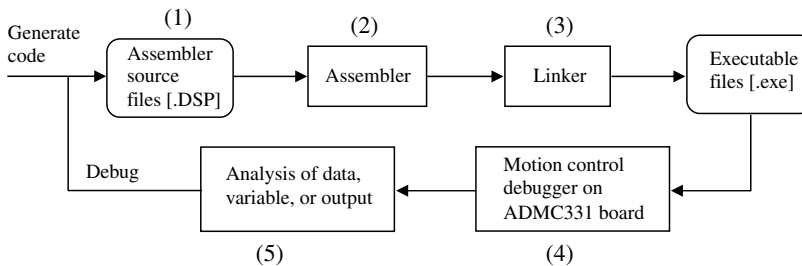 (1)
(2)
(3)
Generate
code
Assembler
source
files [.DSP]
Assembler
Linker
Executable
files [.exe]
Debug
Analysis of data,
variable, or output
Motion control
debugger on
ADMC331 board
(5)
(4)